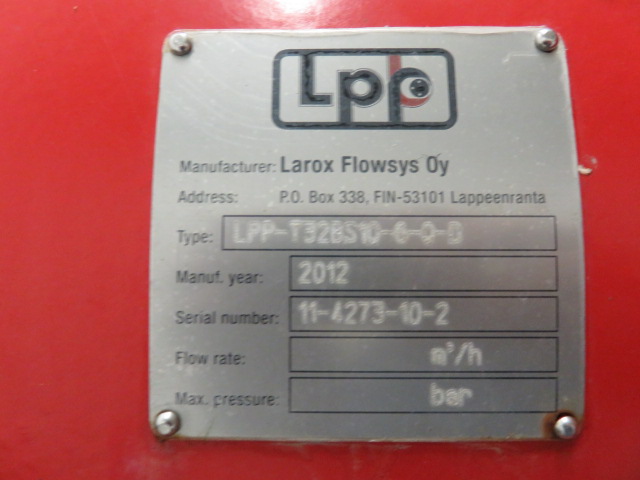 Lpp
Manufacturer: Larox Flowsys Oy
Address: P.O. Box 338, FIN-53101 Lappeenranta
Type:
Manuf. year: 2012
Serial number: 11-4273-10-2
Flow rate: m³/h
Max. pressure: bar